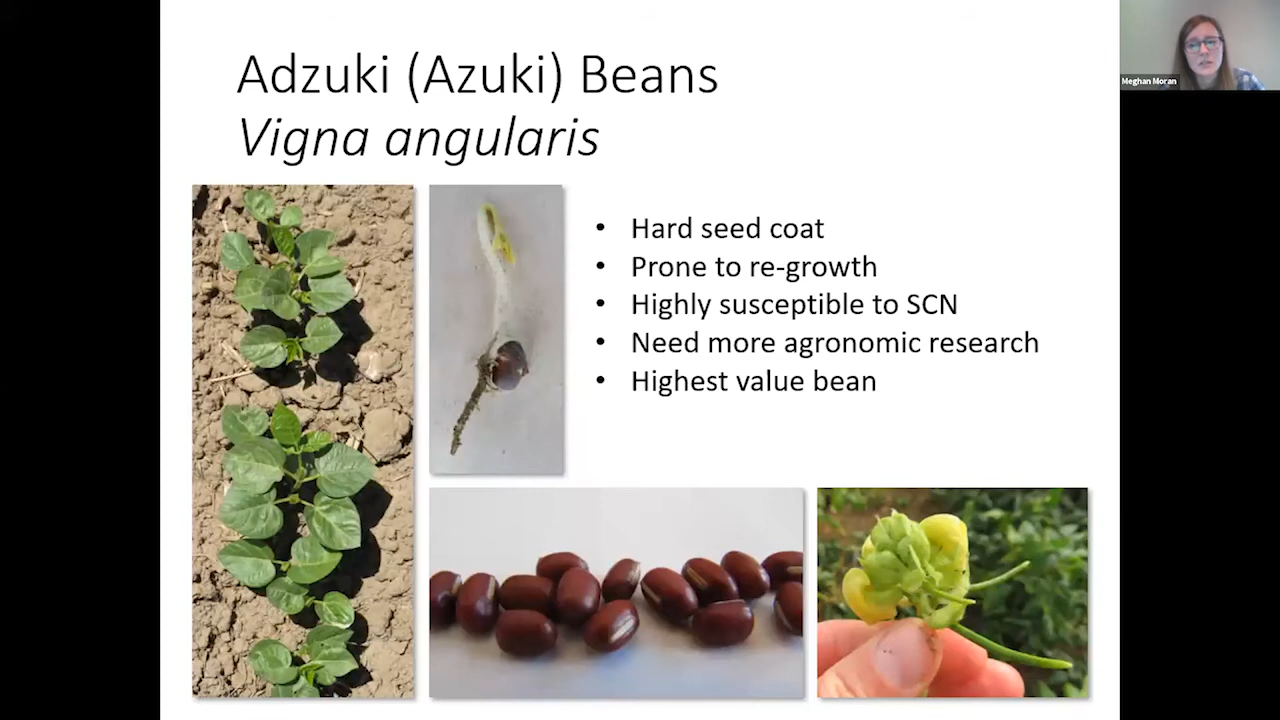 Adzuki (Azuki) Beans
Vigna angularis
• Hard seed coat
• Prone to re-growth
• Highly susceptible to SCN
• Need more agronomic research
• Highest value bean
Meghan Moran